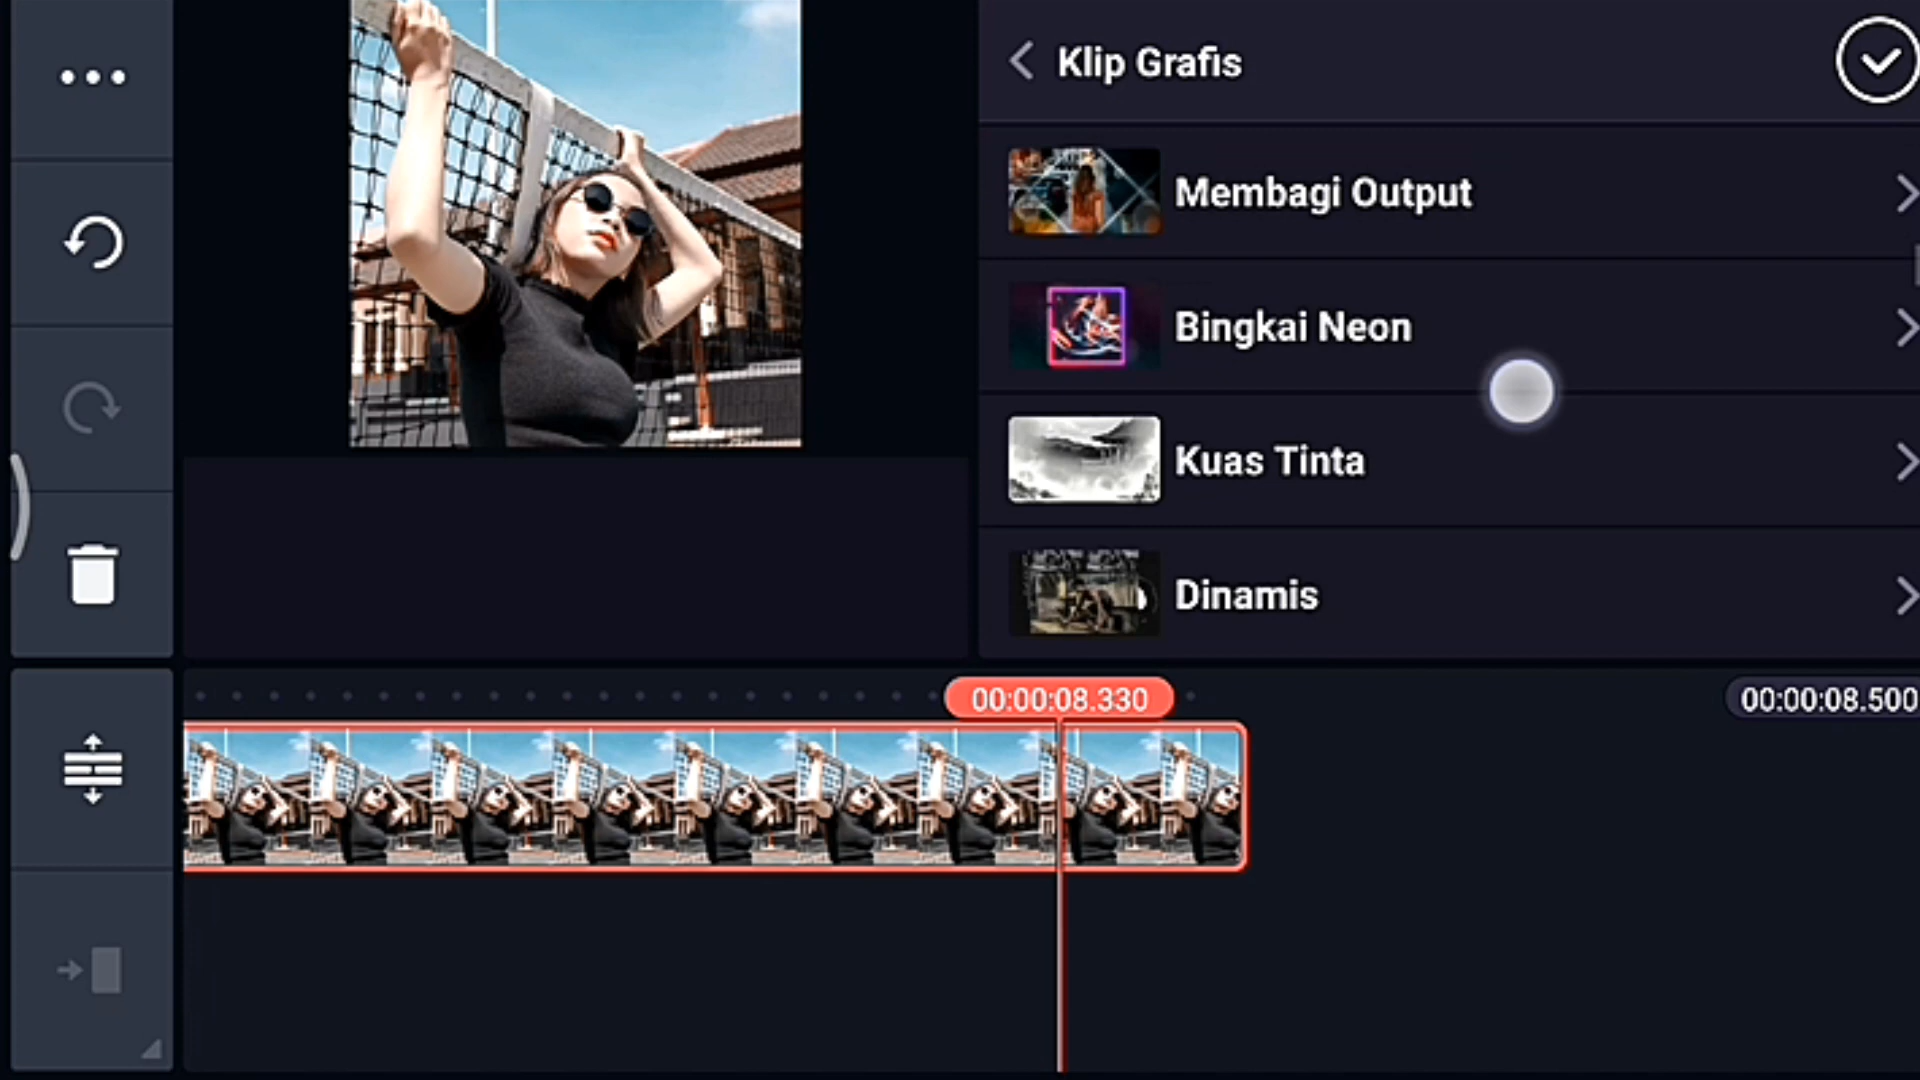 Klip Grafis
Membagi Output
Bingkai Neon
Kuas Tinta
Dinamis
00:00:08.330
00:00:08.500